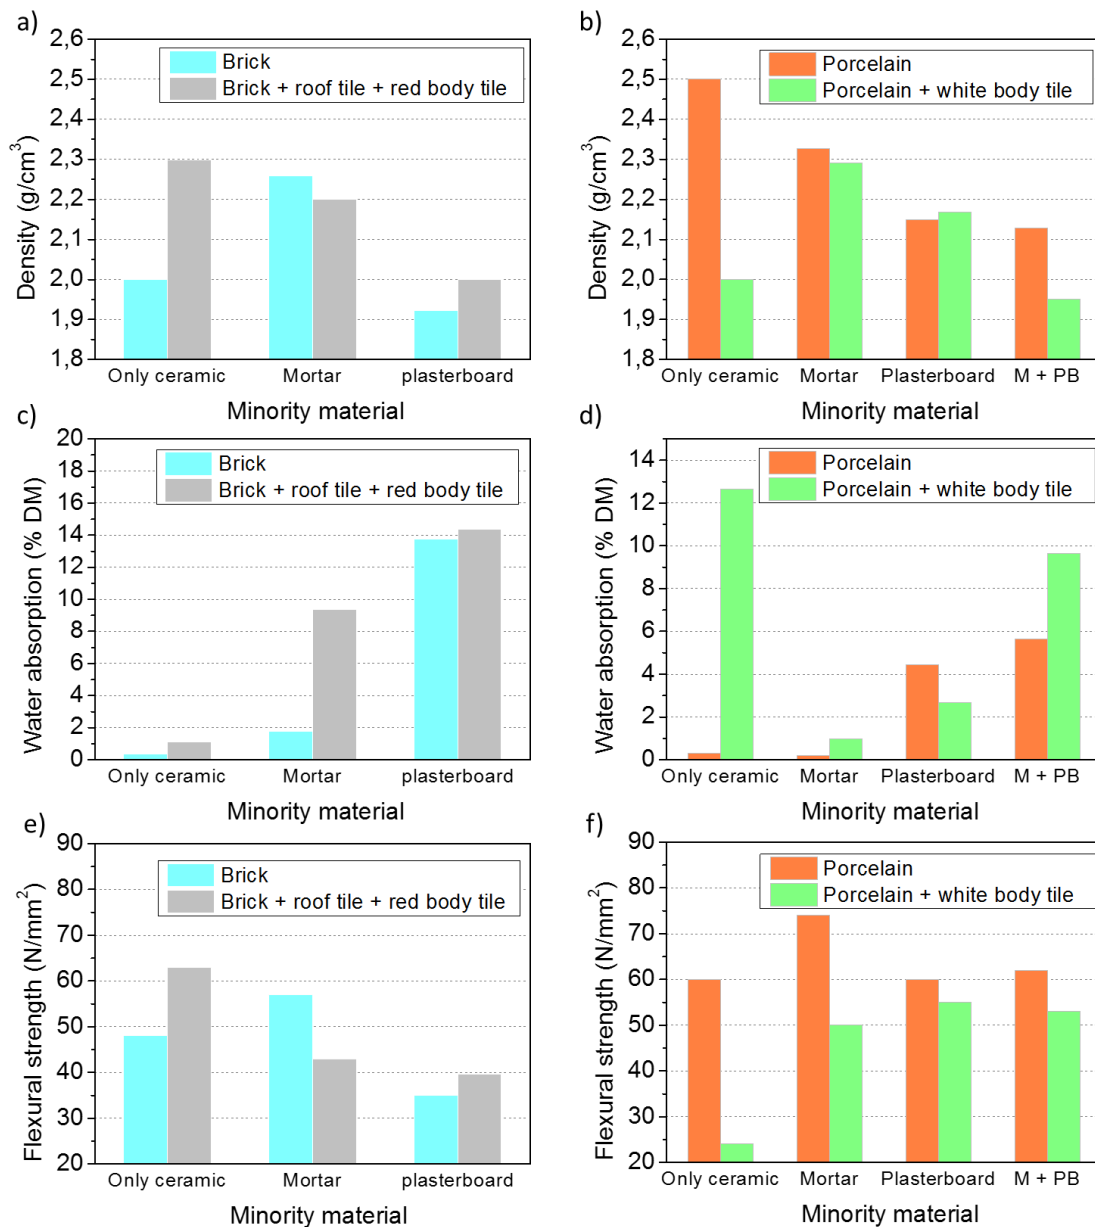 a)
2,6
2,5
2,4
2,3
2,2
2,1
2,0
1,9
1,8
Density (g/cm³)
Brick
Brick + roof tile + red body tile
Only ceramic Mortar plasterboard
Minority material
b)
2,6
2,5
2,4
2,3
2,2
2,1
2,0
1,9
1,8
Density (g/cm³)
Porcelain
Porcelain + white body tile
Only ceramic Mortar Plasterboard M + PB
Minority material
c)
20
18
16
14
12
10
8
6
4
2
0
Water absorption (% DM)
Brick
Brick + roof tile + red body tile
Only ceramic Mortar plasterboard
Minority material
d)
14
12
10
8
6
4
2
0
Water absorption (% DM)
Porcelain
Porcelain + white body tile
Only ceramic Mortar Plasterboard M + PB
Minority material
e)
90
80
70
60
50
40
30
20
Flexural strength (N/mm²)
Brick
Brick + roof tile + red body tile
Only ceramic Mortar plasterboard
Minority material
f)
90
80
70
60
50
40
30
20
Flexural strength (N/mm²)
Porcelain
Porcelain + white body tile
Only ceramic Mortar Plasterboard M + PB
Minority material